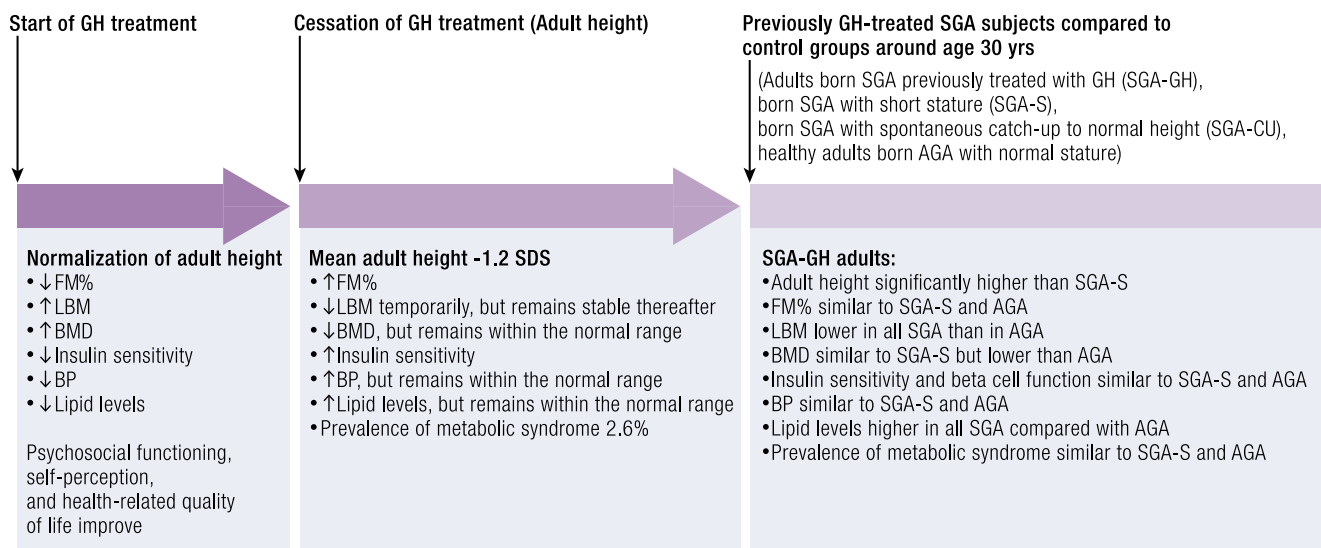 Start of GH treatment
Cessation of GH treatment (Adult height)
Previously GH-treated SGA subjects compared to
control groups around age 30 yrs
(Adults born SGA previously treated with GH (SGA-GH),
born SGA with short stature (SGA-S),
born SGA with spontaneous catch-up to normal height (SGA-CU),
healthy adults born AGA with normal stature)
Normalization of adult height
• ↓FM%
• ↑LBM
• ↑BMD
• ↓Insulin sensitivity
• ↓BP
• ↓Lipid levels
Psychosocial functioning,
self-perception,
and health-related quality
of life improve
Mean adult height -1.2 SDS
• ↑FM%
• ↓LBM temporarily, but remains stable thereafter
• ↓BMD, but remains within the normal range
• ↑Insulin sensitivity
• ↑BP, but remains within the normal range
• ↑Lipid levels, but remains within the normal range
• Prevalence of metabolic syndrome 2.6%
SGA-GH adults:
•Adult height significantly higher than SGA-S
•FM% similar to SGA-S and AGA
•LBM lower in all SGA than in AGA
•BMD similar to SGA-S but lower than AGA
•Insulin sensitivity and beta cell function similar to SGA-S and AGA
•BP similar to SGA-S and AGA
•Lipid levels higher in all SGA compared with AGA
•Prevalence of metabolic syndrome similar to SGA-S and AGA